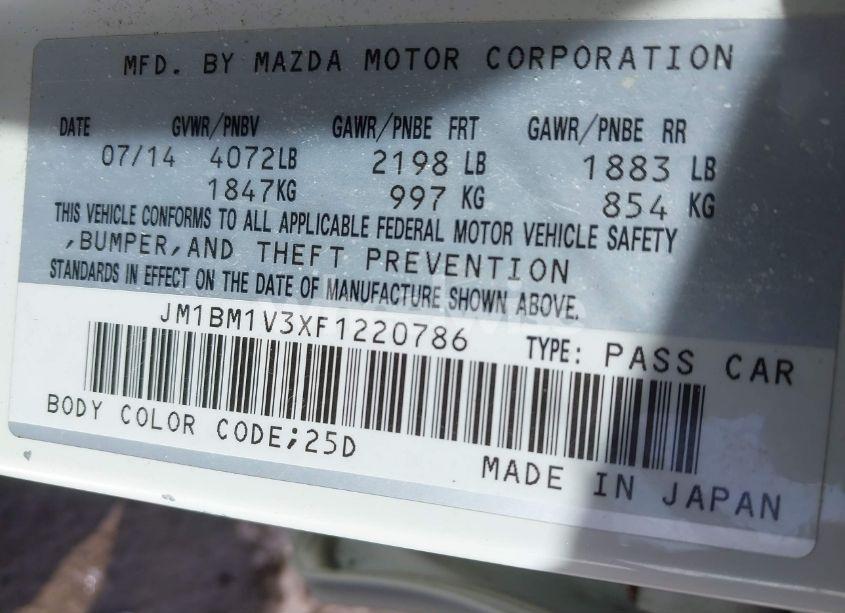 MFD. BY MAZDA MOTOR CORPORATION
DATE GVWR/PNBV GAWR/PNBE FRT GAWR/PNBE RR
07/14 4072LB 2198 LB 1883 LB
1847KG 997 KG 854 KG
THIS VEHICLE CONFORMS TO ALL APPLICABLE FEDERAL MOTOR VEHICLE SAFETY
,BUMPER,AND THEFT PREVENTION
STANDARDS IN EFFECT ON THE DATE OF MANUFACTURE SHOWN ABOVE.
JM1BM1V3XF1220786 TYPE: PASS CAR
BODY COLOR CODE;25D
MADE IN JAPAN